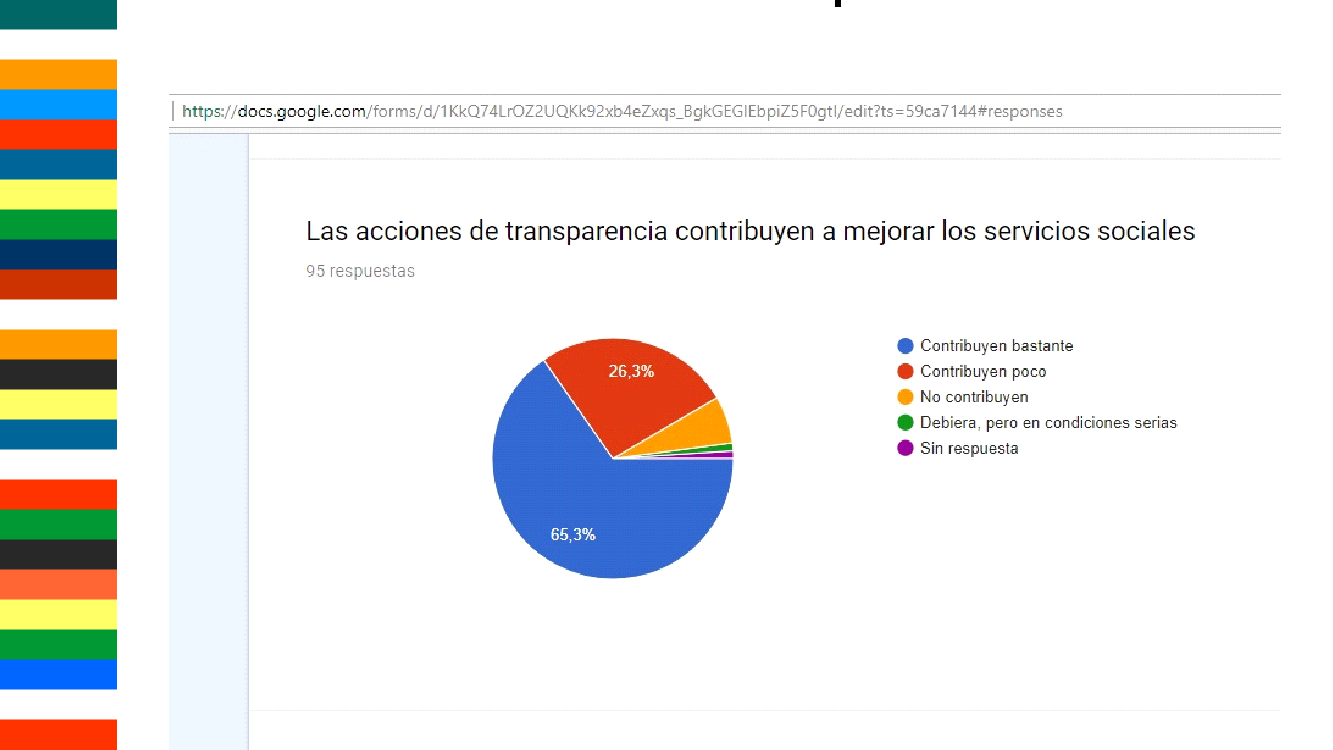 https://docs.google.com/forms/d/1KkQ74LrOZ2UQKk92xb4eZxqs_BgkGEGlEbpiZ5F0gtI/edit?ts=59ca7144#responses
Las acciones de transparencia contribuyen a mejorar los servicios sociales
95 respuestas
26,3%
65,3%
Contribuyen bastante
Contribuyen poco
No contribuyen
Debiera, pero en condiciones serias
Sin respuesta